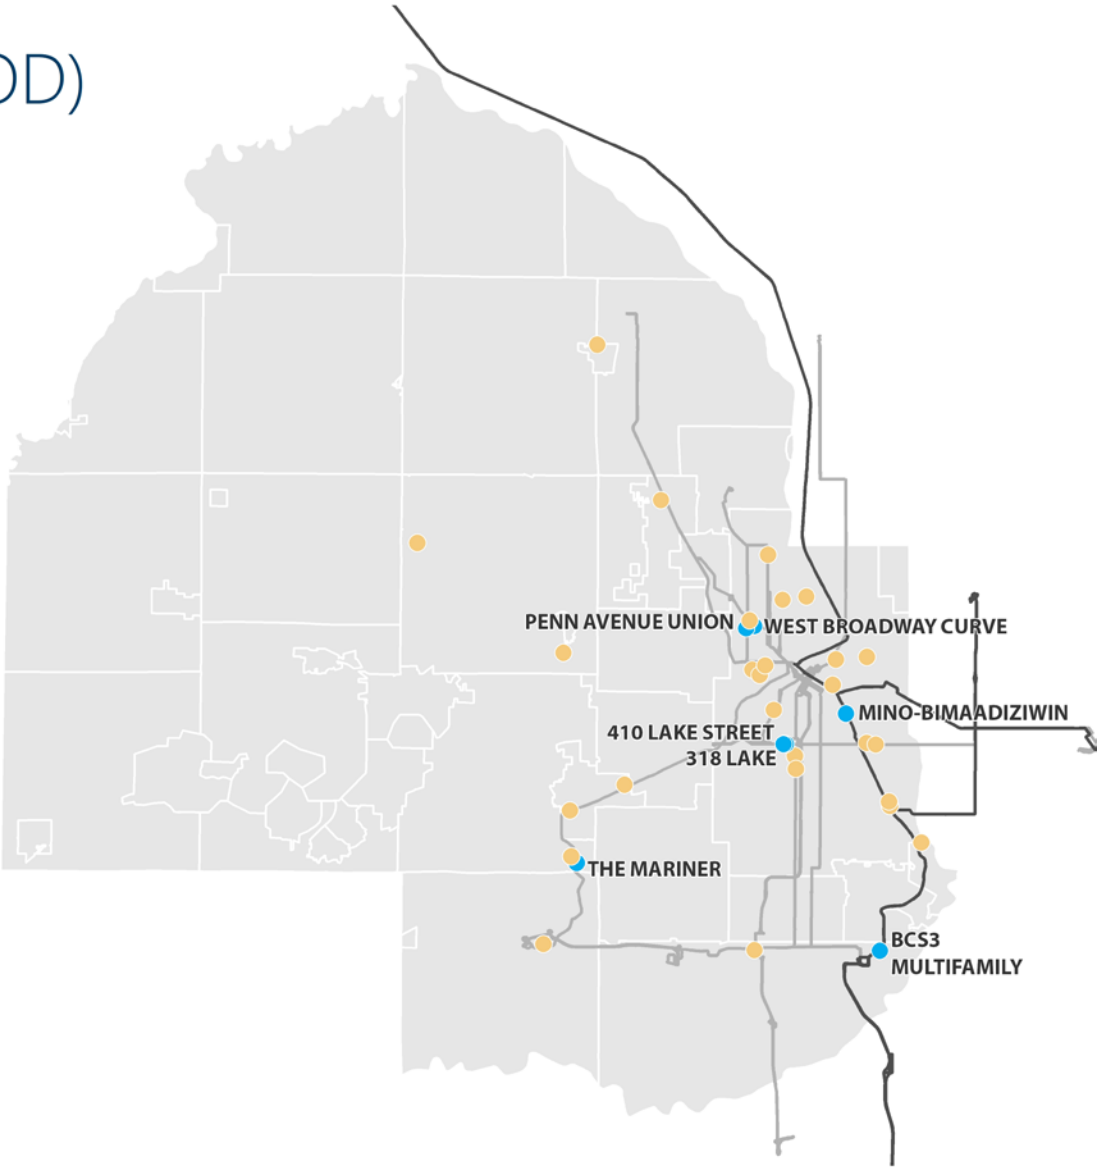 OD)
PENN AVENUE UNION
WEST BROADWAY CURVE
MINO-BIMAADIZIWIN
410 LAKE STREET
318 LAKE
THE MARINER
BCS3
MULTIFAMILY